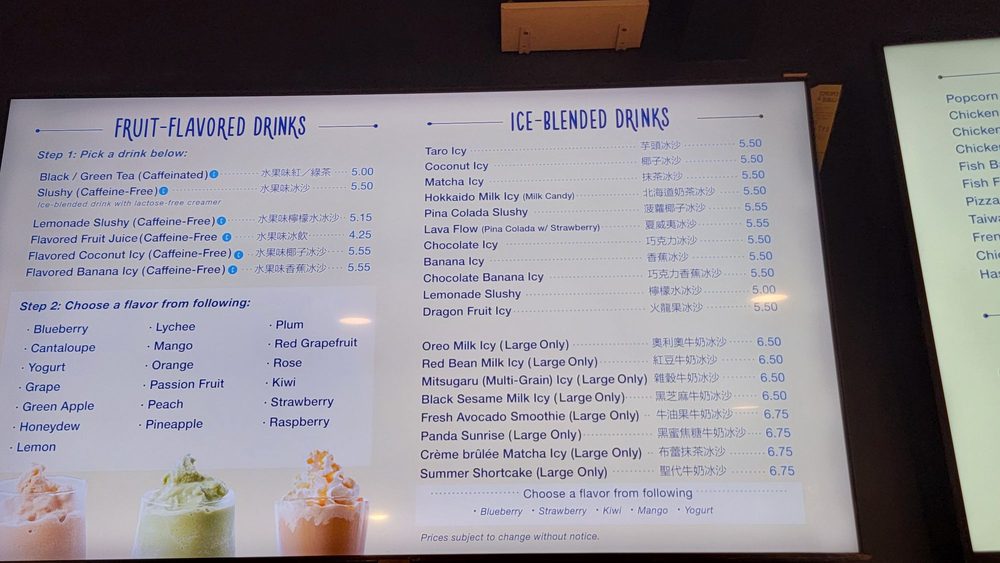 FRUIT-FLAVORED DRINKS
Step 1: Pick a drink below:
Black / Green Tea (Caffeinated) 水果味紅／綠茶 5.00
Slushy (Caffeine-Free) 水果味冰沙 5.50
Ice-blended drink with lactose-free creamer
Lemonade Slushy (Caffeine-Free) 水果味檸檬水冰沙 5.15
Flavored Fruit Juice (Caffeine-Free 水果味冰飲 4.25
Flavored Coconut Icy (Caffeine-Free) 水果味椰子冰沙 5.55
Flavored Banana Icy (Caffeine-Free) 水果味香蕉冰沙 5.55
Step 2: Choose a flavor from following:
· Blueberry
· Cantaloupe
· Yogurt
· Grape
· Green Apple
· Honeydew
· Lemon
· Lychee
· Mango
· Orange
· Passion Fruit
· Peach
· Pineapple
· Plum
· Red Grapefruit
· Rose
· Kiwi
· Strawberry
· Raspberry
ICE-BLENDED DRINKS
Taro Icy 芋頭冰沙 5.50
Coconut Icy 椰子冰沙 5.50
Matcha Icy 抹茶冰沙 5.50
Hokkaido Milk Icy (Milk Candy) 北海道奶茶冰沙 5.50
Pina Colada Slushy 菠蘿椰子冰沙 5.55
Lava Flow (Pina Colada w/ Strawberry) 夏威夷冰沙 5.55
Chocolate Icy 巧克力冰沙 5.50
Banana Icy 香蕉冰沙 5.50
Chocolate Banana Icy 巧克力香蕉冰沙 5.50
Lemonade Slushy 檸檬水冰沙 5.00
Dragon Fruit Icy 火龍果冰沙 5.50
Oreo Milk Icy (Large Only) 奧利奧牛奶冰沙 6.50
Red Bean Milk Icy (Large Only) 紅豆牛奶冰沙 6.50
Mitsugaru (Multi-Grain) Icy (Large Only) 雜穀牛奶冰沙 6.50
Black Sesame Milk Icy (Large Only) 黑芝麻牛奶冰沙 6.50
Fresh Avocado Smoothie (Large Only) 牛油果牛奶冰沙 6.75
Panda Sunrise (Large Only) 黑蜜焦糖牛奶冰沙 6.75
Crème brûlée Matcha Icy (Large Only) 布蕾抹茶冰沙 6.75
Summer Shortcake (Large Only) 聖代牛奶冰沙 6.75
Choose a flavor from following
· Blueberry · Strawberry · Kiwi · Mango · Yogurt
Prices subject to change without notice.
Popcorn
Chicken
Chicken
Fish
Fish
Pizza